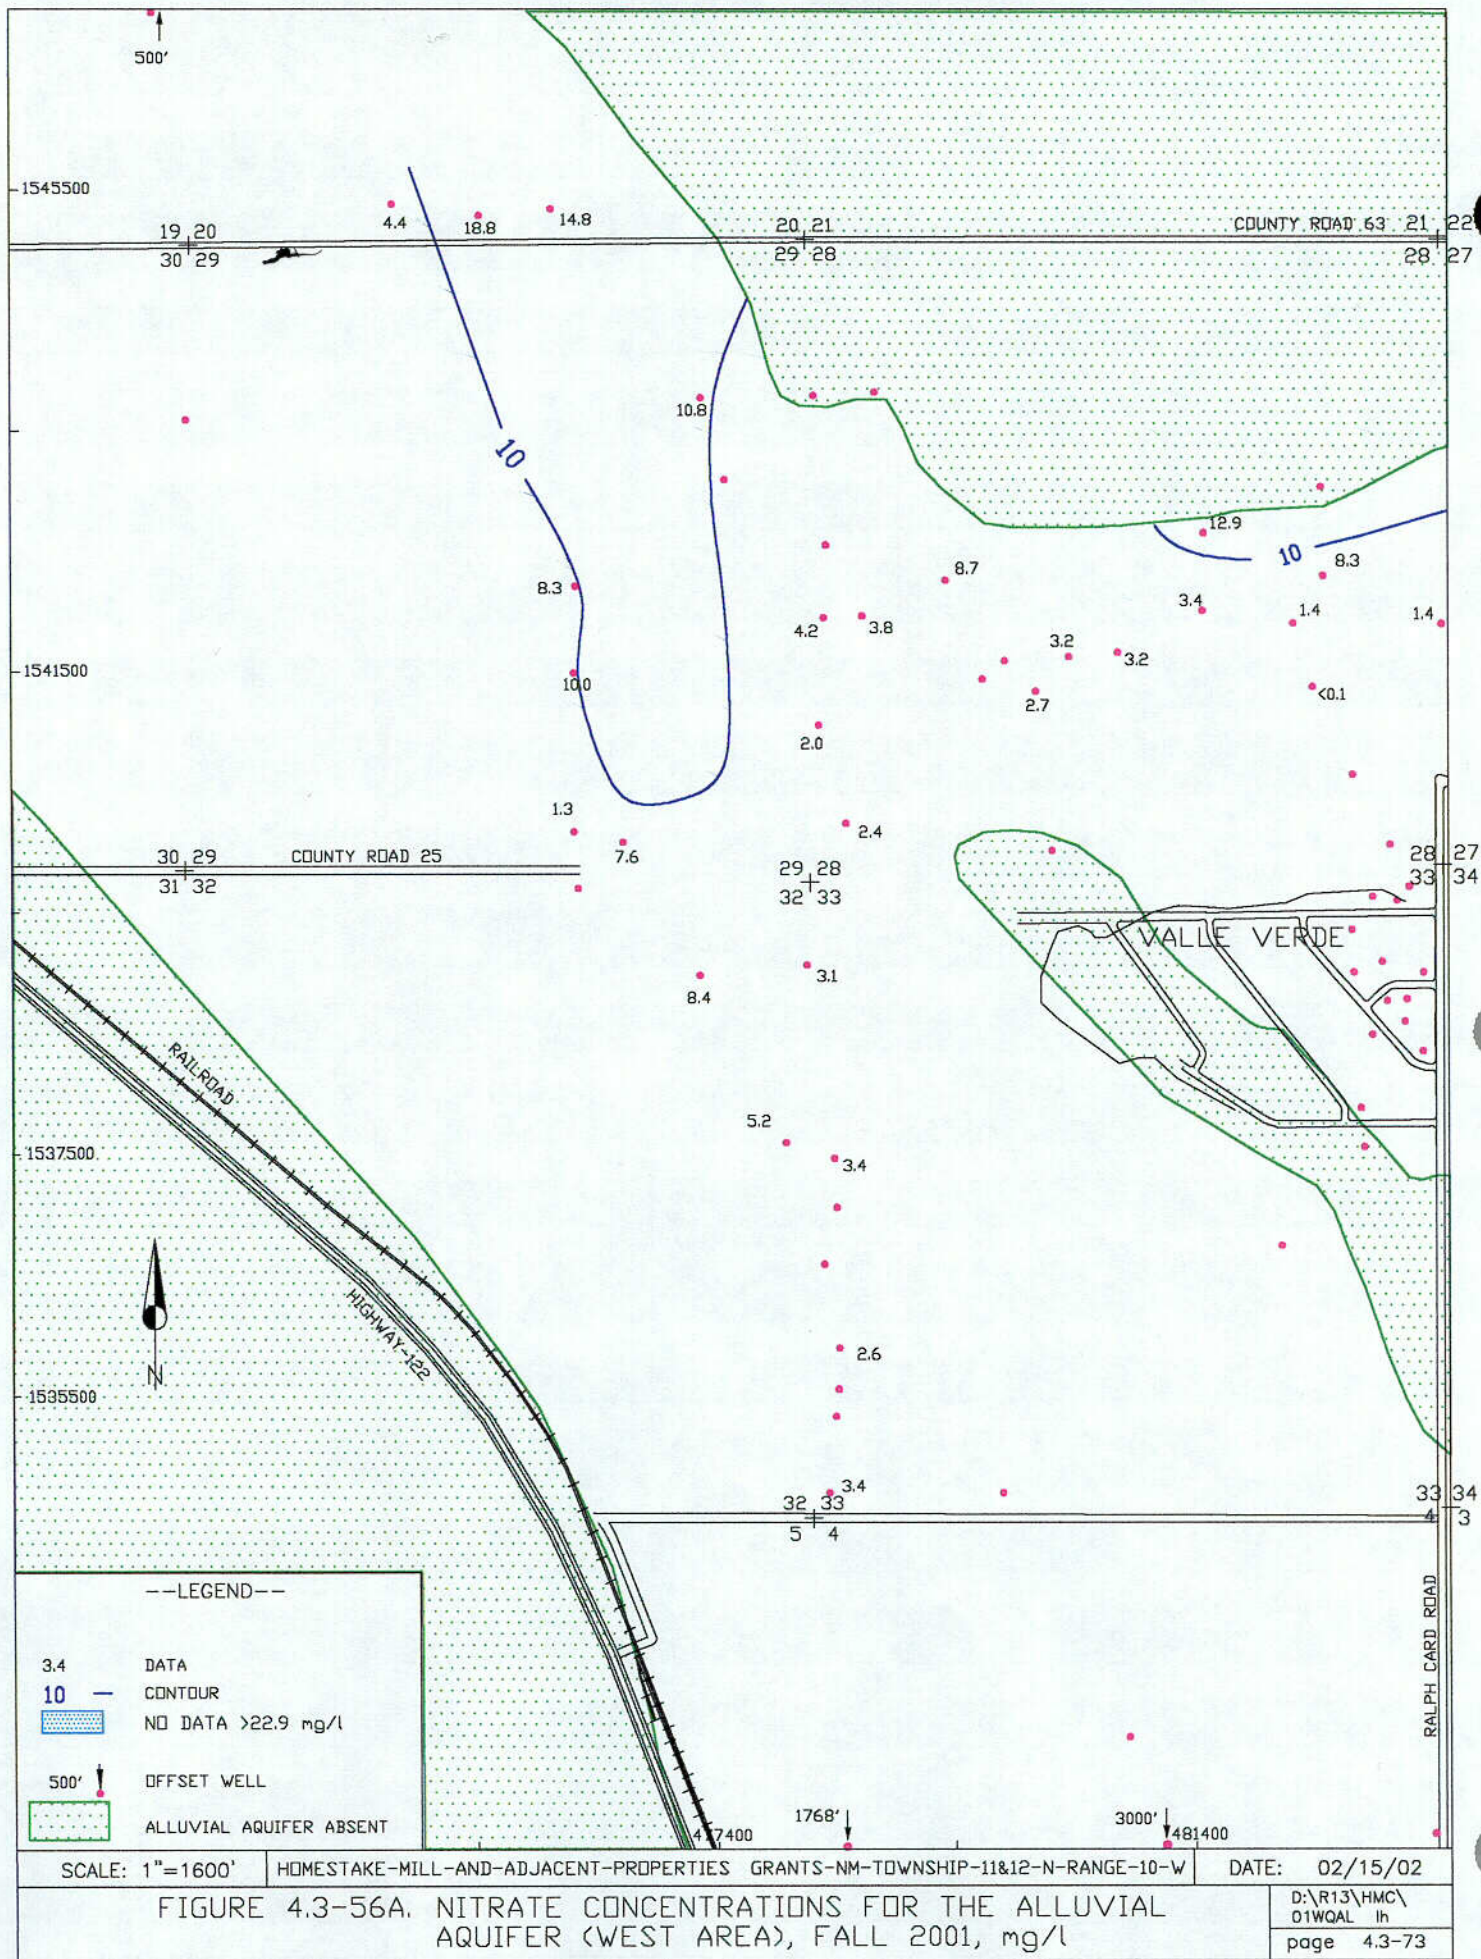 500'
1545500
4.4
18.8
14.8
19 20
30 29
20 21
29 28
COUNTY ROAD 63
21 22
28 27
10.8
10
12.9
10
8.3
8.7
8.3
3.4
1.4
1.4
4.2
3.8
3.2
3.2
1541500
10.0
2.7
<0.1
2.0
1.3
2.4
7.6
30 29
31 32
COUNTY ROAD 25
29 28
32 33
28 27
33 34
VALLE VERDE
3.1
8.4
RAILROAD
5.2
3.4
1537500
HIGHWAY-122
2.6
N
1535500
3.4
32 33
5 4
33 34
4 3
RALPH CARD ROAD
--LEGEND--
3.4 DATA
10 CONTOUR
NO DATA >22.9 mg/l
500' OFFSET WELL
ALLUVIAL AQUIFER ABSENT
477400
1768'
3000'
481400
SCALE: 1"=1600'
HOMESTAKE-MILL-AND-ADJACENT-PROPERTIES GRANTS-NM-TOWNSHIP-11&12-N-RANGE-10-W
DATE: 02/15/02
FIGURE 4.3-56A. NITRATE CONCENTRATIONS FOR THE ALLUVIAL
AQUIFER (WEST AREA), FALL 2001, mg/l
D:\R13\HMC\
01WQAL lh
page 4.3-73